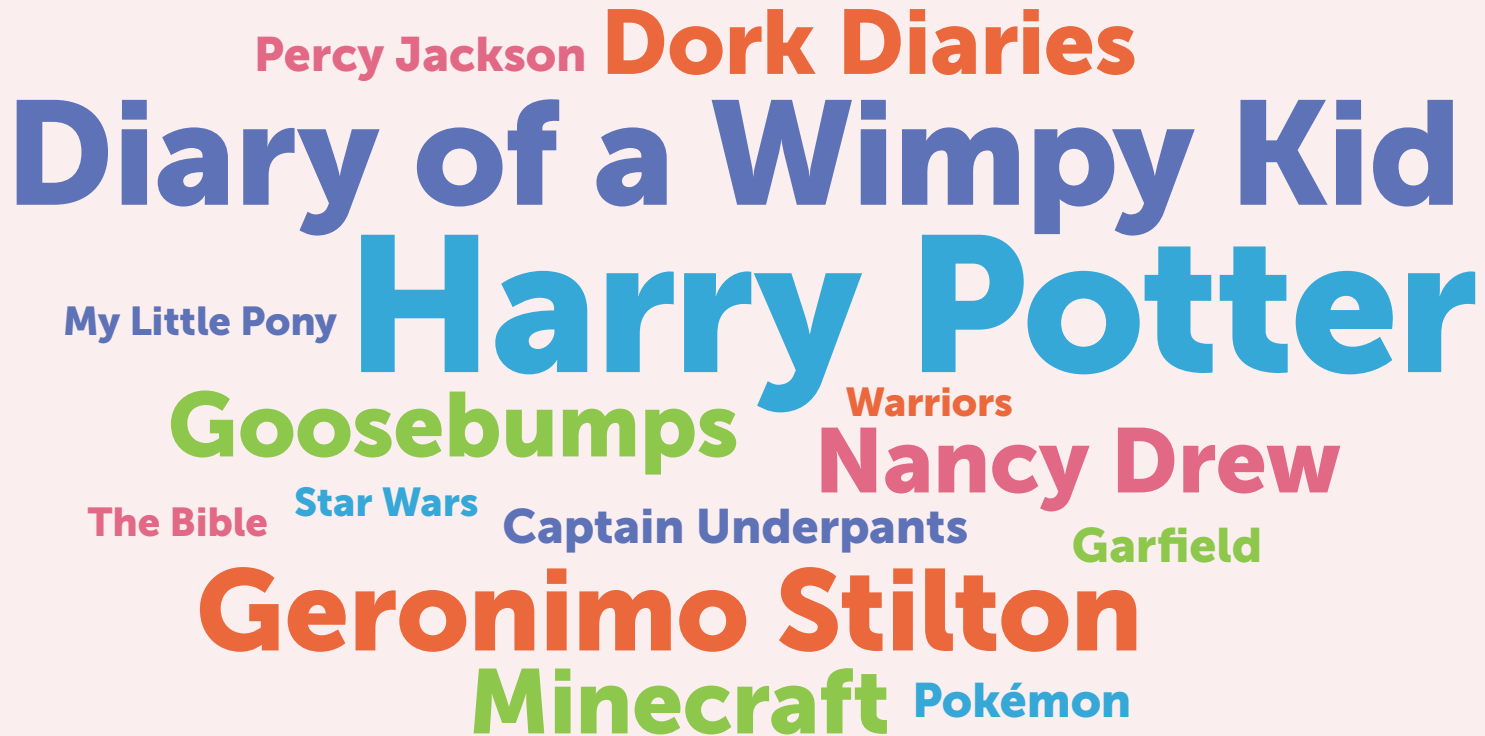 Percy Jackson Dork Diaries
Diary of a Wimpy Kid
My Little Pony Harry Potter
Goosebumps Warriors
Nancy Drew
The Bible Star Wars Captain Underpants Garfield
Geronimo Stilton
Minecraft Pokémon